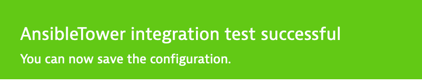 AnsibleTower integration test successful
You can now save the configuration.